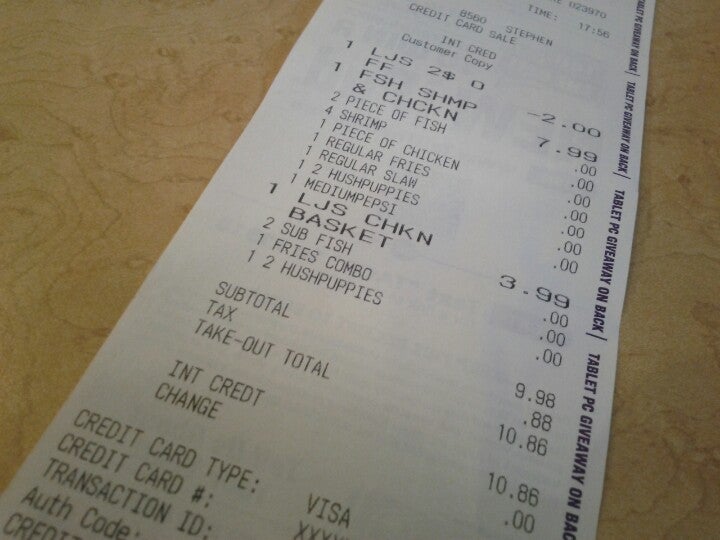 023970
TIME: 17:56
8560 STEPHEN
CREDIT CARD SALE
INT CRED
Customer Copy
1 LJS 2$ O
FF -2.00
1 FSH SHMP
& CHCKN 7.99
2 PIECE OF FISH .00
4 SHRIMP .00
1 PIECE OF CHICKEN .00
1 REGULAR FRIES .00
1 REGULAR SLAW .00
1 2 HUSHPUPPIES .00
1 MEDIUMPEPSI
1 LJS CHKN
BASKET 3.99
2 SUB FISH .00
1 FRIES COMBO .00
1 2 HUSHPUPPIES .00
SUBTOTAL 9.98
TAX .88
TAKE-OUT TOTAL 10.86
INT CREDT 10.86
CHANGE .00
CREDIT CARD TYPE: VISA
CREDIT CARD #:
TRANSACTION ID:
Auth Code:
TABLET PC GIVEAWAY ON BACK |
TABLET PC GIVEAWAY ON BACK |
TABLET PC GIVEAWAY ON BACK |
TABLET PC GIVEAWAY ON BACK